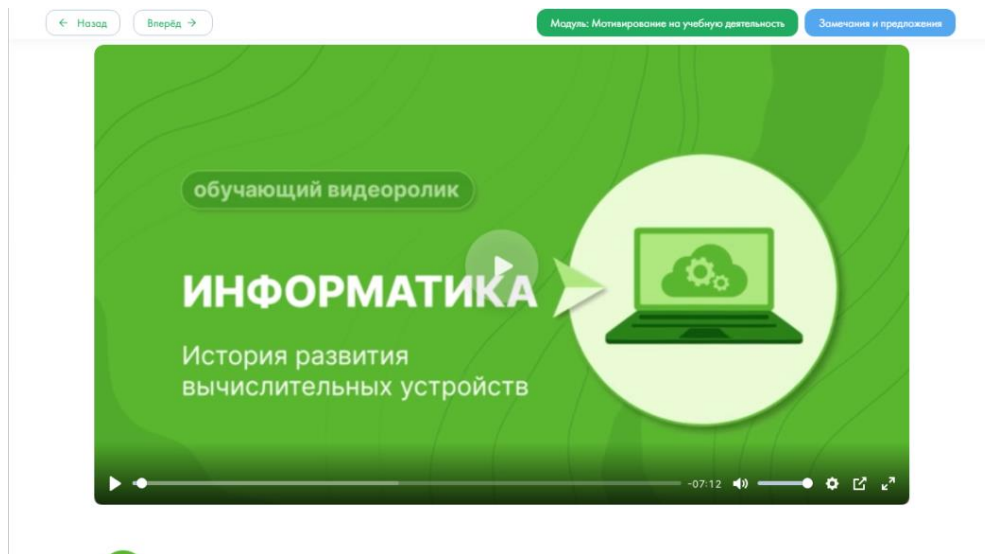 ← Назад
Вперёд →
Модуль: Мотивирование на учебную деятельность
Замечания и предложения
обучающий видеоролик
ИНФОРМАТИКА
История развития
вычислительных устройств
-07:12